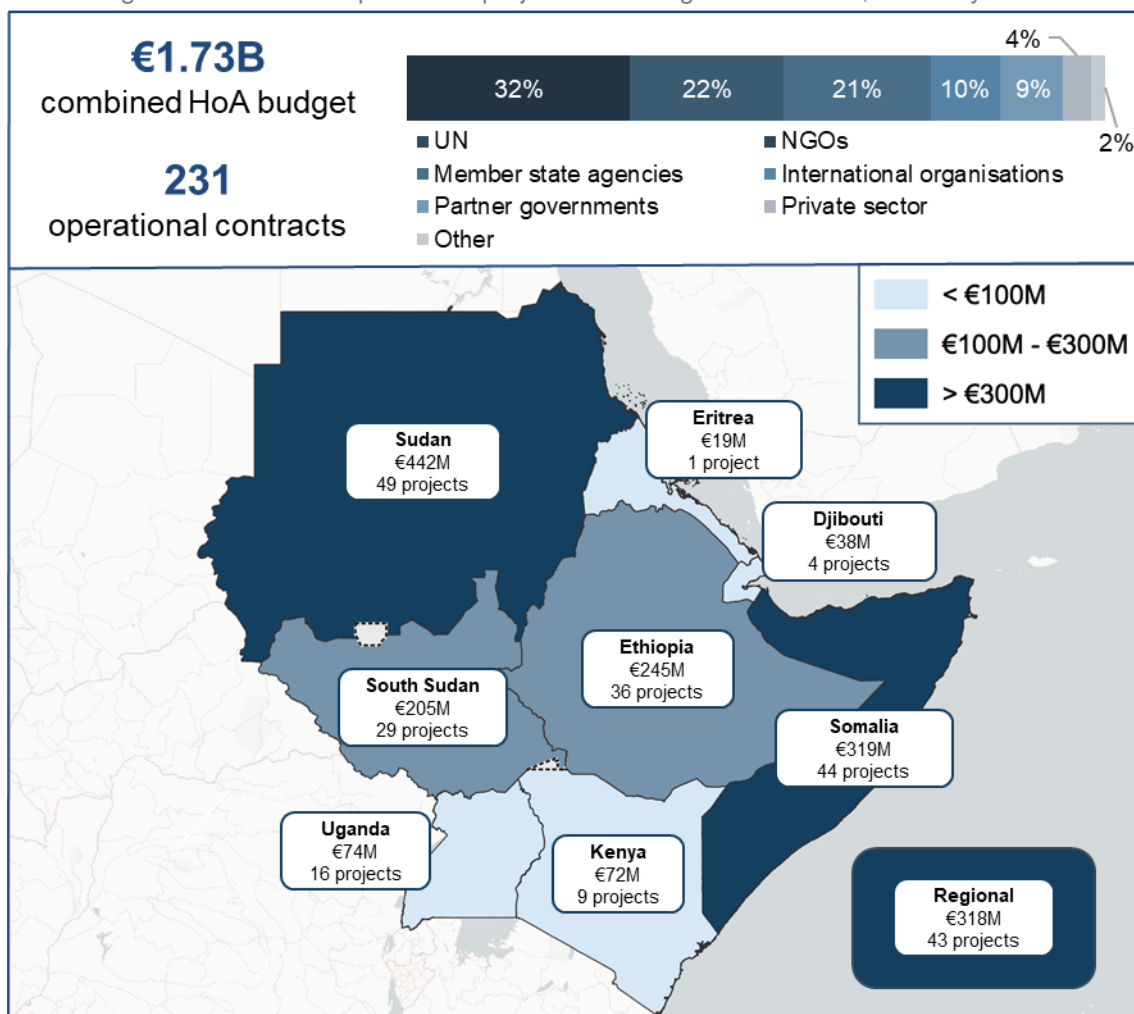 €1.73B
combined HoA budget
231
operational contracts
4%
32% 22% 21% 10% 9%
2%
UN NGOs
Member state agencies International organisations
Partner governments Private sector
Other
< €100M
€100M - €300M
> €300M
Sudan
€442M
49 projects
Eritrea
€19M
1 project
Djibouti
€38M
4 projects
Ethiopia
€245M
36 projects
South Sudan
€205M
29 projects
Somalia
€319M
44 projects
Uganda
€74M
16 projects
Kenya
€72M
9 projects
Regional
€318M
43 projects